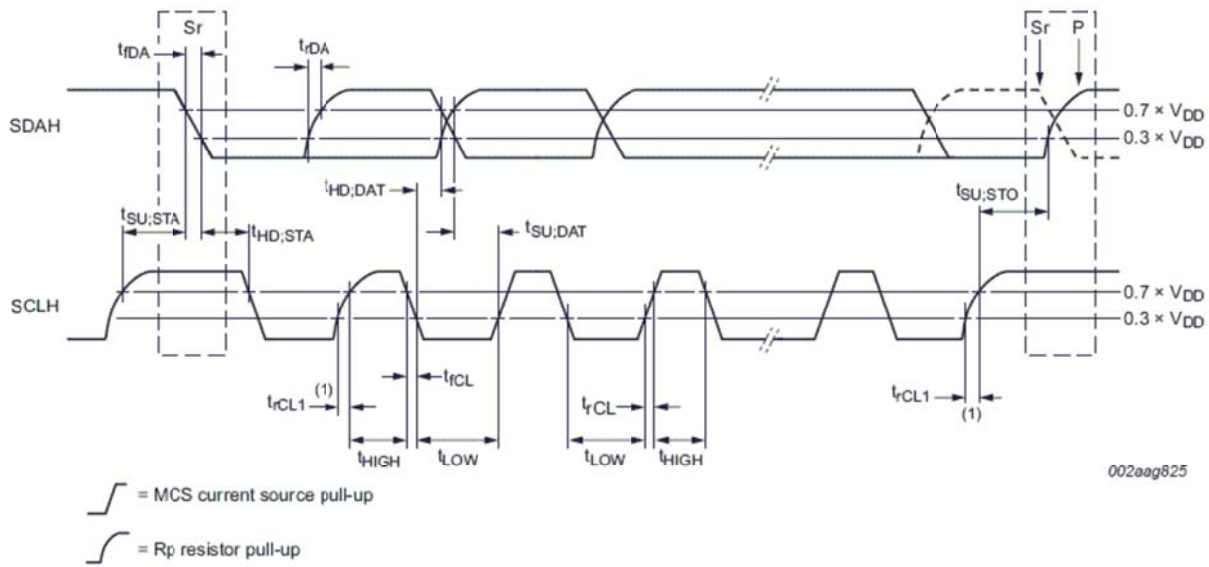 Sr
Sr P
tfDA
trDA
SDAH
0.7 × VDD
0.3 × VDD
tHD;DAT
tSU;STO
tSU;STA
tHD;STA
tSU;DAT
SCLH
0.7 × VDD
0.3 × VDD
tfCL
trCL1 (1)
trCL
trCL1
(1)
tHIGH
tLOW
tLOW
tHIGH
002aag825
= MCS current source pull-up
= Rp resistor pull-up